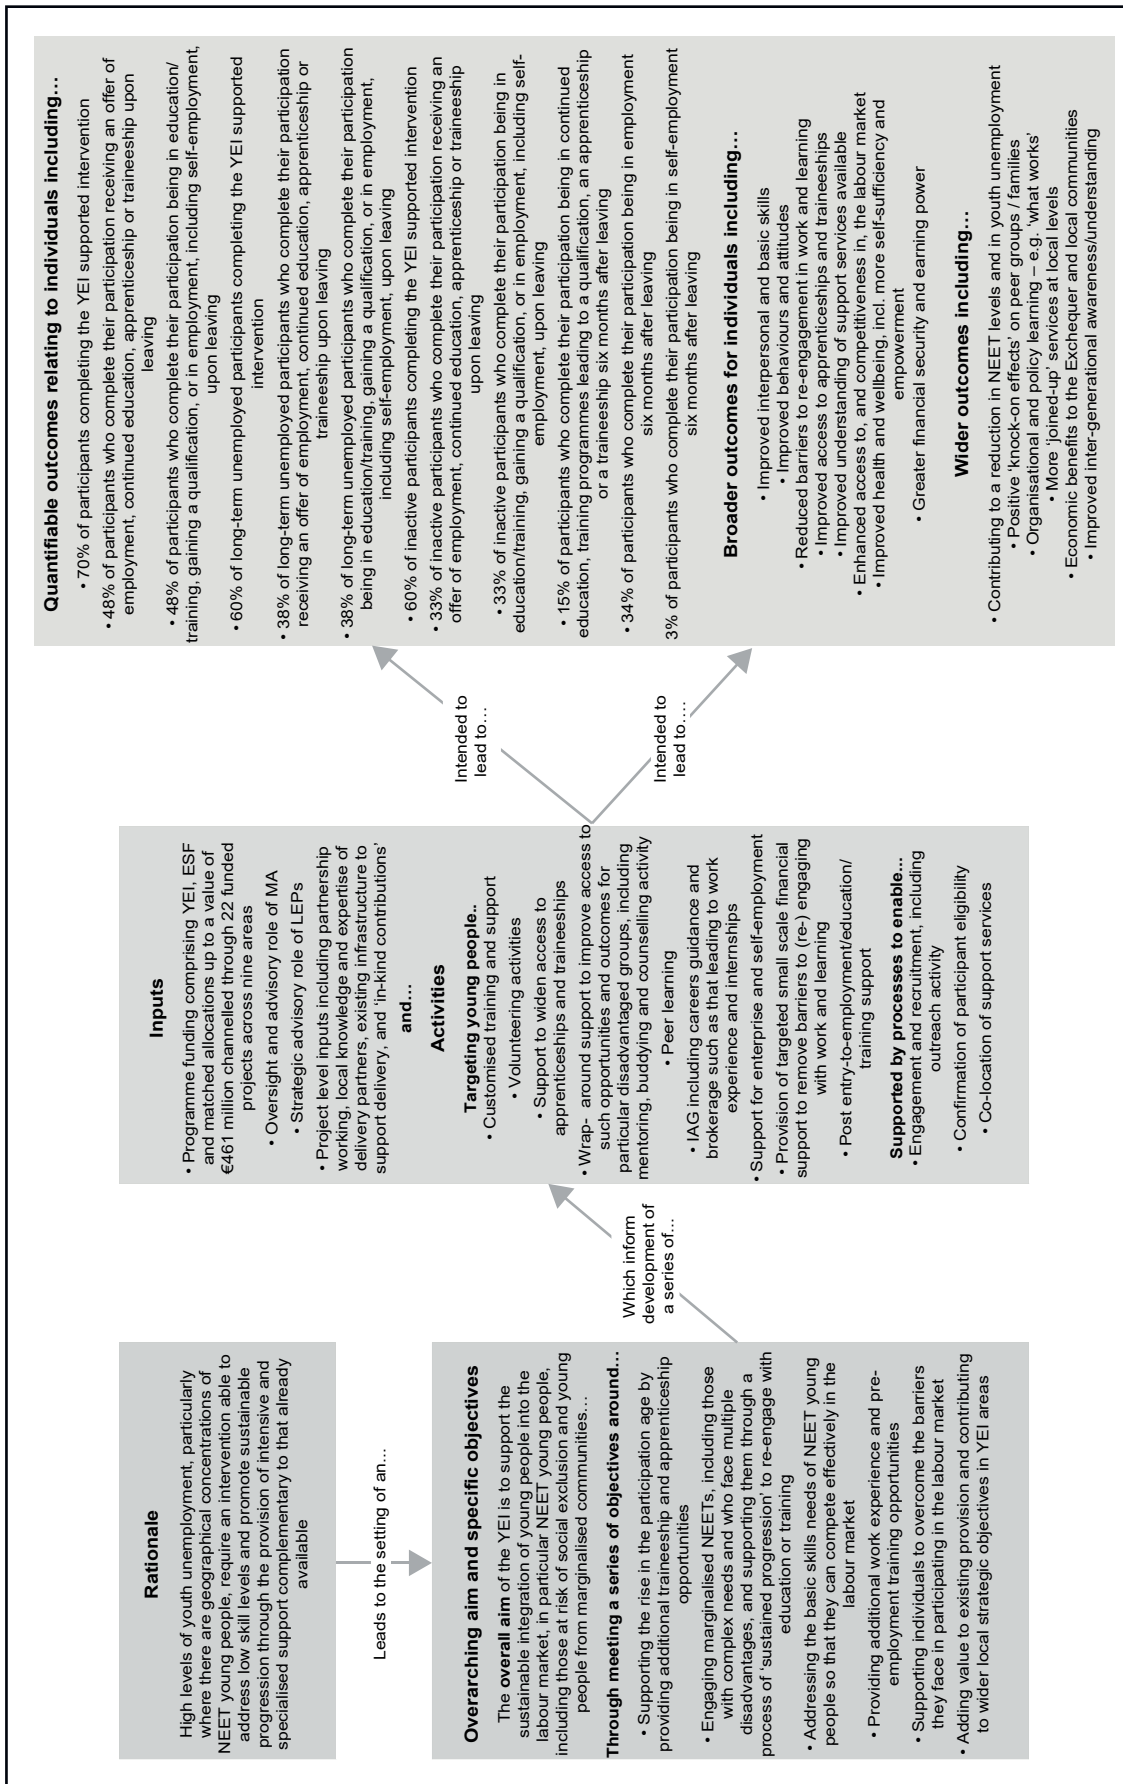 Rationale
High levels of youth unemployment, particularly
where there are geographical concentrations of
NEET young people, require an intervention able to
address low skill levels and promote sustainable
progression through the provision of intensive and
specialised support complementary to that already
available
Leads to the setting of an...
Overarching aim and specific objectives
The overall aim of the YEI is to support the
sustainable integration of young people into the
labour market, in particular NEET young people,
including those at risk of social exclusion and young
people from marginalised communities…
Through meeting a series of objectives around…
• Supporting the rise in the participation age by
providing additional traineeship and apprenticeship
opportunities
• Engaging marginalised NEETs, including those
with complex needs and who face multiple
disadvantages, and supporting them through a
process of ‘sustained progression’ to re-engage with
education or training
• Addressing the basic skills needs of NEET young
people so that they can compete effectively in the
labour market
• Providing additional work experience and pre-
employment training opportunities
• Supporting individuals to overcome the barriers
they face in participating in the labour market
• Adding value to existing provision and contributing
to wider local strategic objectives in YEI areas
Which inform
development of
a series of...
Inputs
• Programme funding comprising YEI, ESF
and matched allocations up to a value of
€461 million channelled through 22 funded
projects across nine areas
• Oversight and advisory role of MA
• Strategic advisory role of LEPs
• Project level inputs including partnership
working, local knowledge and expertise of
delivery partners, existing infrastructure to
support delivery, and ‘in-kind contributions’
and…
Activities
Targeting young people..
• Customised training and support
• Volunteering activities
• Support to widen access to
apprenticeships and traineeships
• Wrap- around support to improve access to
such opportunities and outcomes for
particular disadvantaged groups, including
mentoring, budying and counselling activity
• Peer learning
• IAG including careers guidance and
brokerage such as that leading to work
experience and internships
• Support for enterprise and self-employment
• Provision of targeted small scale financial
support to remove barriers to (re-) engaging
with work and learning
• Post entry-to-employment/education/
training support
Supported by processes to enable...
• Engagement and recruitment, including
outreach activity
• Confirmation of participant eligibility
• Co-location of support services
Intended to
lead to…
Intended to
lead to….
Quantifiable outcomes relating to individuals including…
• 70% of participants completing the YEI supported intervention
• 48% of participants who complete their participation receiving an offer of
employment, continued education, apprenticeship or traineeship upon
leaving
• 48% of participants who complete their participation being in education/
training, gaining a qualification, or in employment, including self-employment,
upon leaving
• 60% of long-term unemployed participants completing the YEI supported
intervention
• 38% of long-term unemployed participants who complete their participation
receiving an offer of employment, continued education, apprenticeship or
traineeship upon leaving
• 38% of long-term unemployed participants who complete their participation
being in education/training, gaining a qualification, or in employment,
including self-employment, upon leaving
• 60% of inactive participants completing the YEI supported intervention
• 33% of inactive participants who complete their participation receiving an
offer of employment, continued education, apprenticeship or traineeship
upon leaving
• 33% of inactive participants who complete their participation being in
education/training, gaining a qualification, or in employment, including self-
employment, upon leaving
• 15% of participants who complete their participation being in continued
education, training programmes leading to a qualification, an apprenticeship
or a traineeship six months after leaving
• 34% of participants who complete their participation being in employment
six months after leaving
3% of participants who complete their participation being in self-employment
six months after leaving
Broader outcomes for individuals including…
• Improved interpersonal and basic skills
• Improved behaviours and attitudes
• Reduced barriers to re-engagement in work and learning
• Improved access to apprenticeships and traineeships
• Improved understanding of support services available
• Enhanced access to, and competitiveness in, the labour market
• Improved health and wellbeing, incl. more self-sufficiency and
empowerment
• Greater financial security and earning power
Wider outcomes including…
• Contributing to a reduction in NEET levels and in youth unemployment
• Positive ‘knock-on effects’ on peer groups / families
• Organisational and policy learning – e.g. ‘what works’
• More ‘joined-up’ services at local levels
• Economic benefits to the Exchequer and local communities
• Improved inter-generational awareness/understanding